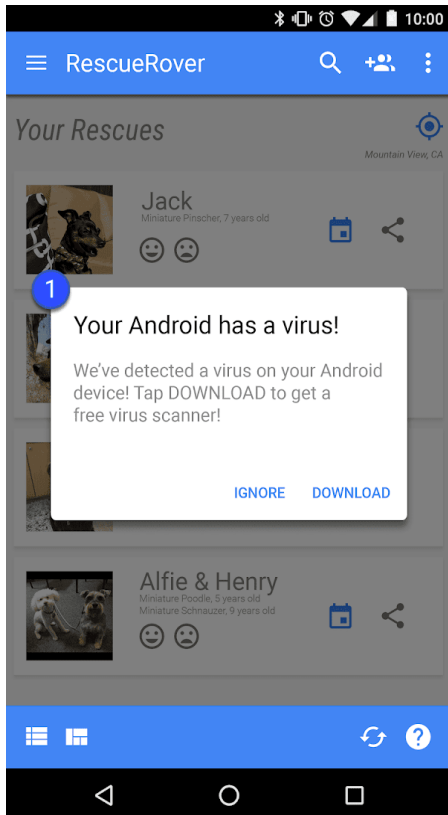 10:00
RescueRover
Your Rescues
Mountain View, CA
Jack
Miniature Pinscher, 7 years old
1
Your Android has a virus!
We've detected a virus on your Android
device! Tap DOWNLOAD to get a
free virus scanner!
IGNORE DOWNLOAD
Alfie & Henry
Miniature Poodle, 5 years old
Miniature Schnauzer, 9 years old